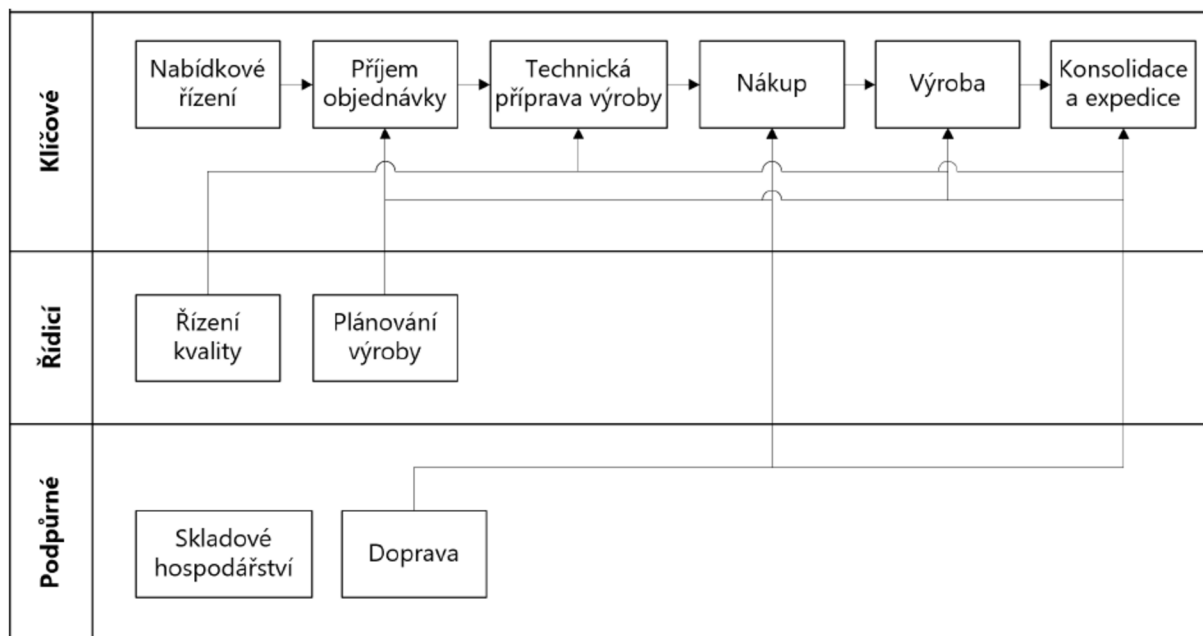 Klíčové
Nabídkové
řízení
Příjem
objednávky
Technická
příprava výroby
Nákup
Výroba
Konsolidace
a expedice
Řídicí
Řízení
kvality
Plánování
výroby
Podpůrné
Skladové
hospodářství
Doprava